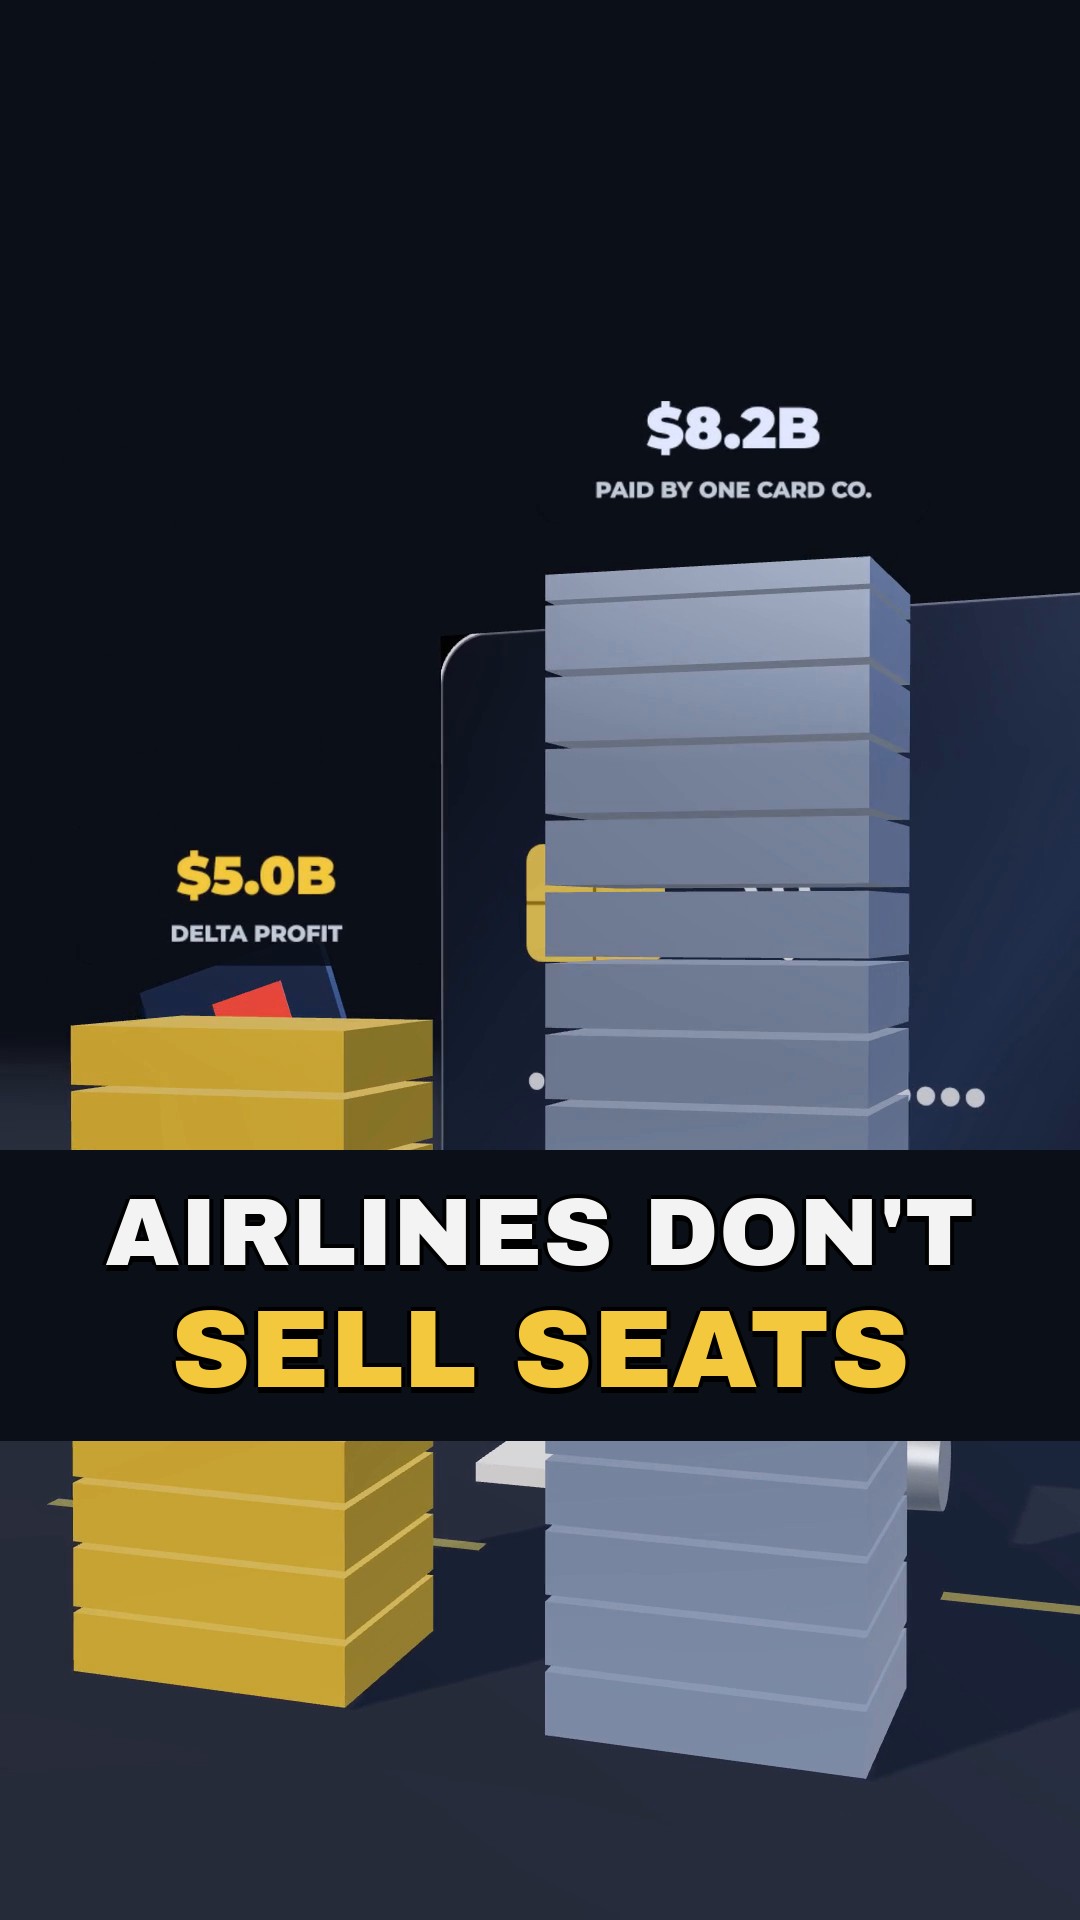 $8.2B
PAID BY ONE CARD CO.
$5.0B
DELTA PROFIT
AIRLINES DON'T
SELL SEATS